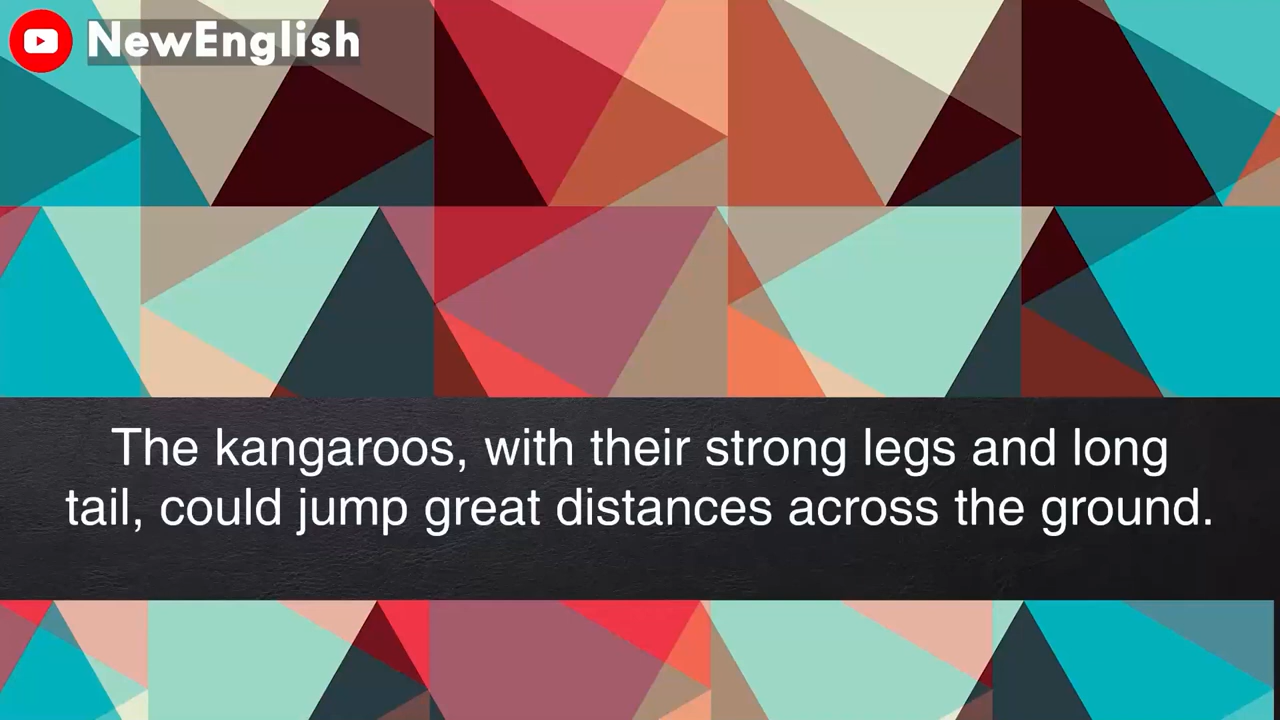 NewEnglish
The kangaroos, with their strong legs and long
tail, could jump great distances across the ground.